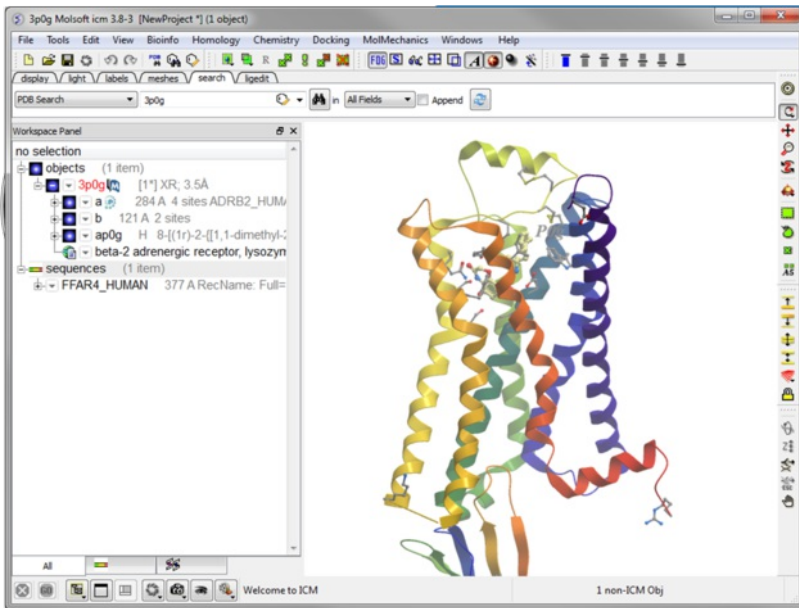 3p0g Molsoft icm 3.8-3 [NewProject *] (1 object)
File Tools Edit View Bioinfo Homology Chemistry Docking MolMechanics Windows Help
display light labels meshes search ligedit
PDB Search 3p0g in All Fields Append
Workspace Panel
no selection
objects (1 item)
3p0g [1*] XR; 3.5Å
a 284 A 4 sites ADRB2_HUM
b 121 A 2 sites
ap0g H 8-[(1r)-2-{[1,1-dimethyl-2
beta-2 adrenergic receptor, lysozym
sequences (1 item)
FFAR4_HUMAN 377 A RecName: Full=
All
Welcome to ICM 1 non-ICM Obj